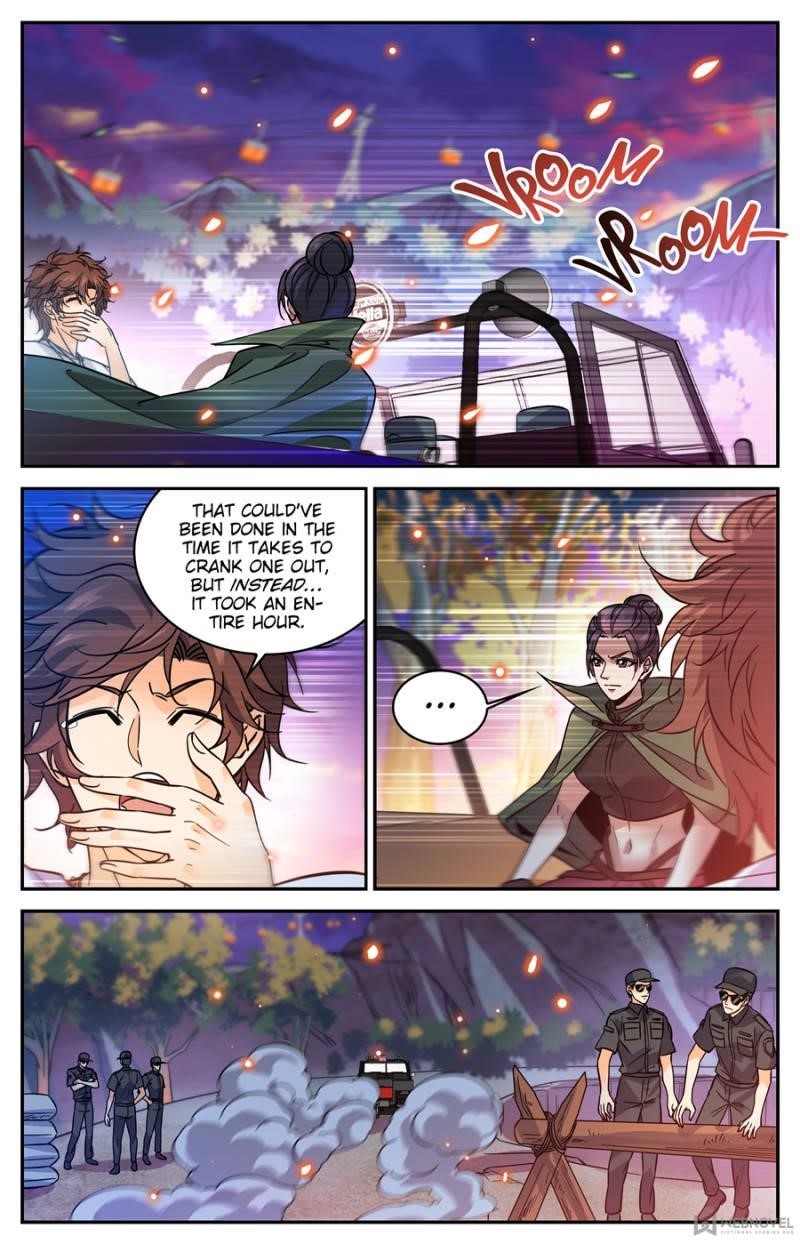 VROOM
VROOM
THAT COULD'VE
BEEN DONE IN THE
TIME IT TAKES TO
CRANK ONE OUT,
BUT INSTEAD...
IT TOOK AN EN-
TIRE HOUR.
...
WEBNOVEL